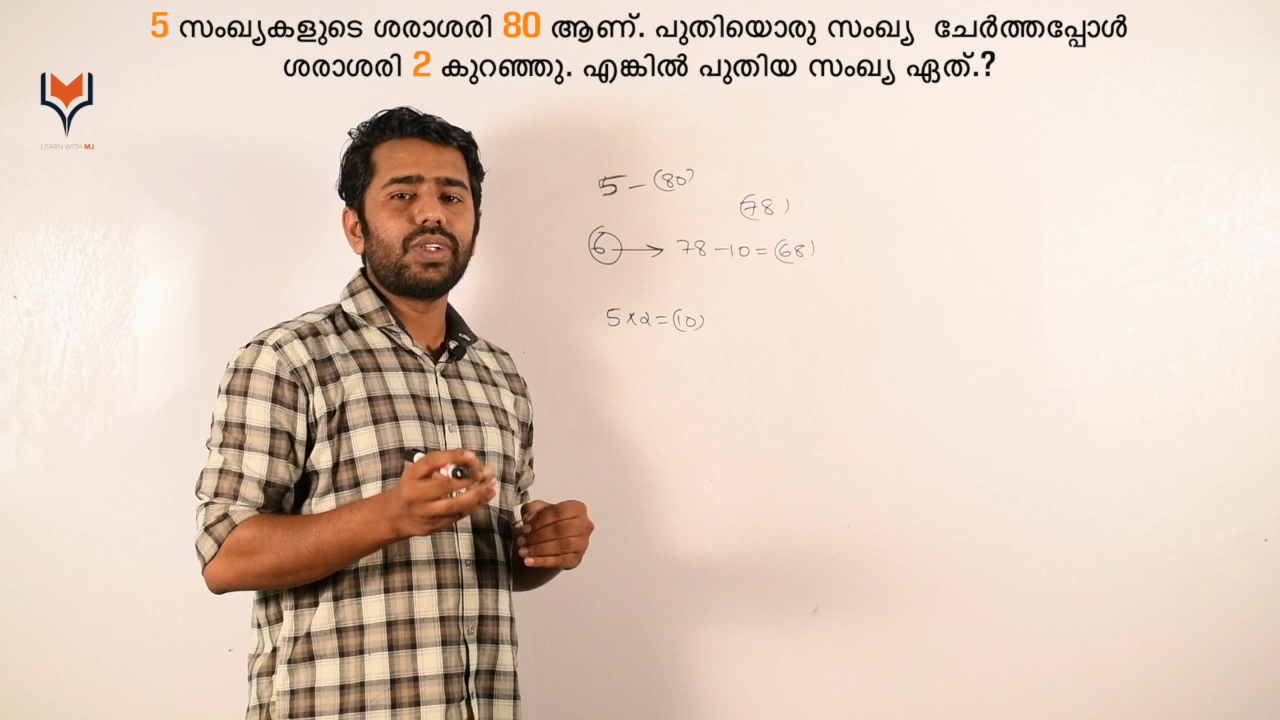 5 സംഖ്യകളുടെ ശരാശരി 80 ആണ്. പുതിയൊരു സംഖ്യ ചേർത്തപ്പോൾ
ശരാശരി 2 കുറഞ്ഞു. എങ്കിൽ പുതിയ സംഖ്യ ഏത്.?
LEARN WITH MJ
5 – (80)
(78)
6 → 78 – 10 = (68)
5 x 2 = (10)